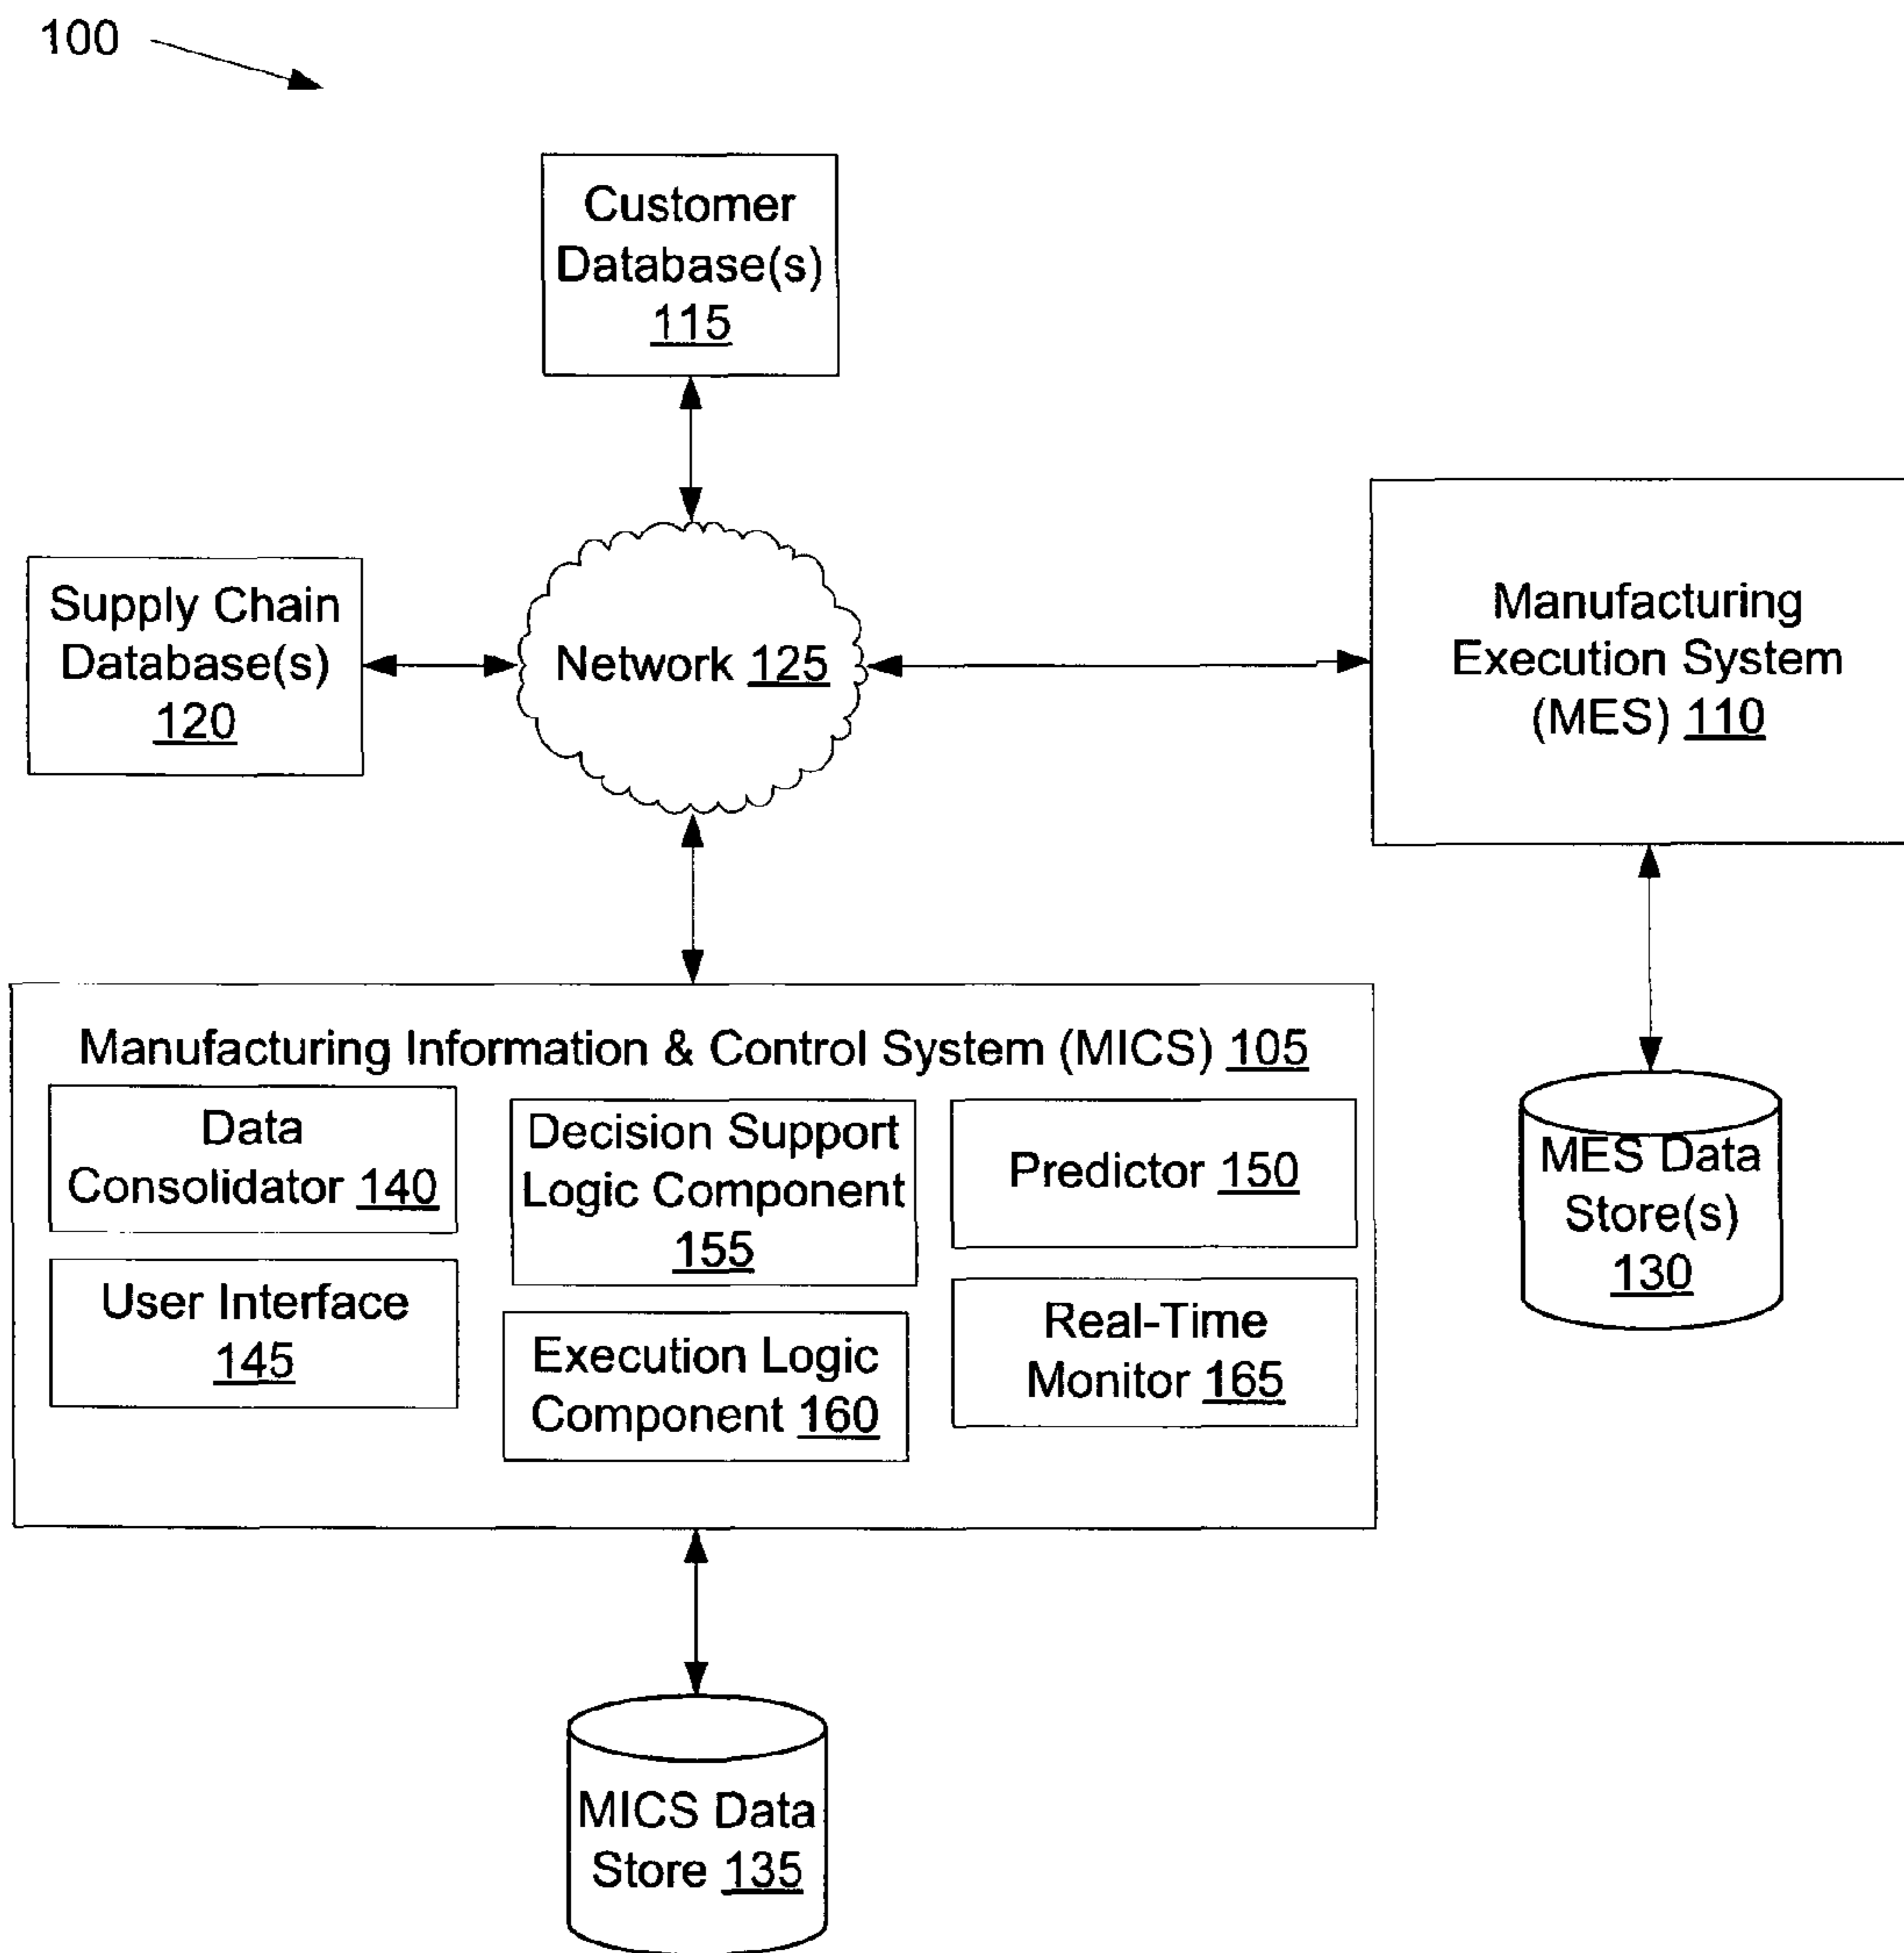 100
Customer
Database(s)
115
Supply Chain
Database(s)
120
Network 125
Manufacturing
Execution System
(MES) 110
Manufacturing Information & Control System (MICS) 105
Data
Consolidator 140
User Interface
145
Decision Support
Logic Component
155
Execution Logic
Component 160
Predictor 150
Real-Time
Monitor 165
MES Data
Store(s)
130
MICS Data
Store 135